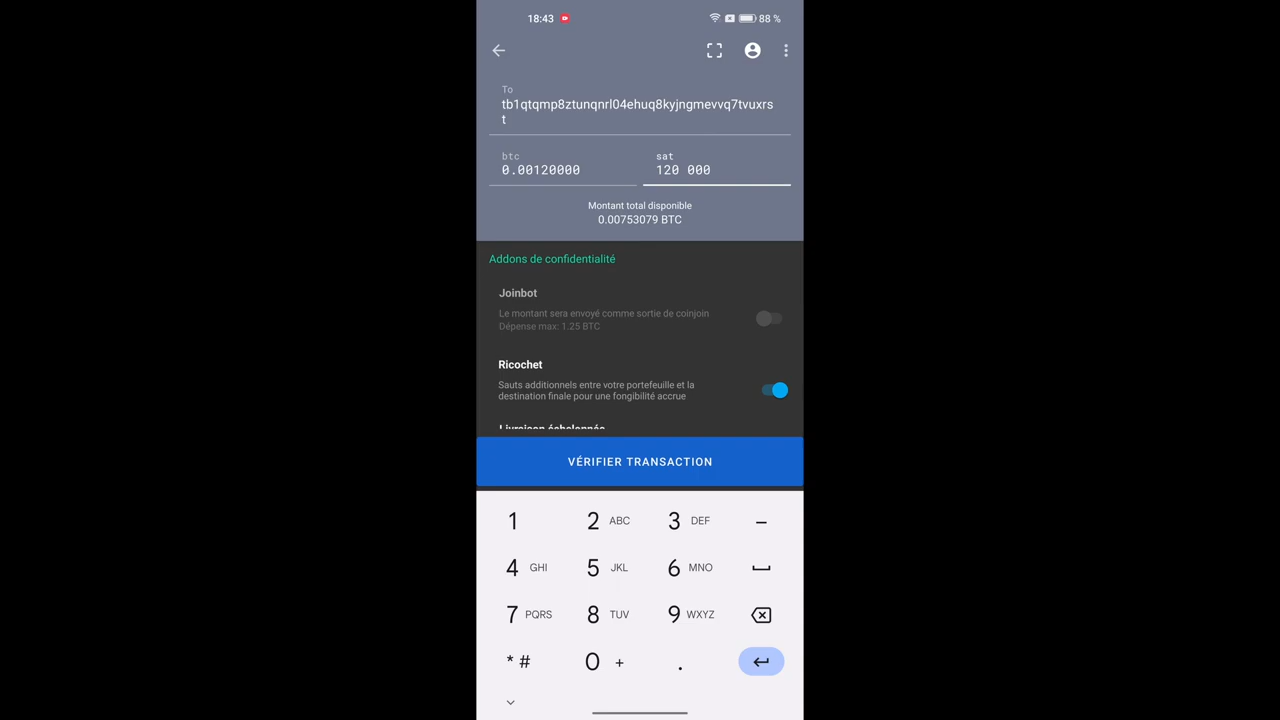 18:43
88 %
To
tb1qtqmp8ztunqnrl04ehuq8kyjngmevvq7tvuxrs
t
btc
sat
0.00120000
120 000
Montant total disponible
0.00753079 BTC
Addons de confidentialité
Joinbot
Le montant sera envoyé comme sortie de coinjoin
Dépense max: 1.25 BTC
Ricochet
Sauts additionnels entre votre portefeuille et la
destination finale pour une fongibilité accrue
Livraison échelonnée
VÉRIFIER TRANSACTION
1
2 ABC
3 DEF
–
4 GHI
5 JKL
6 MNO
7 PQRS
8 TUV
9 WXYZ
* #
0 +
.